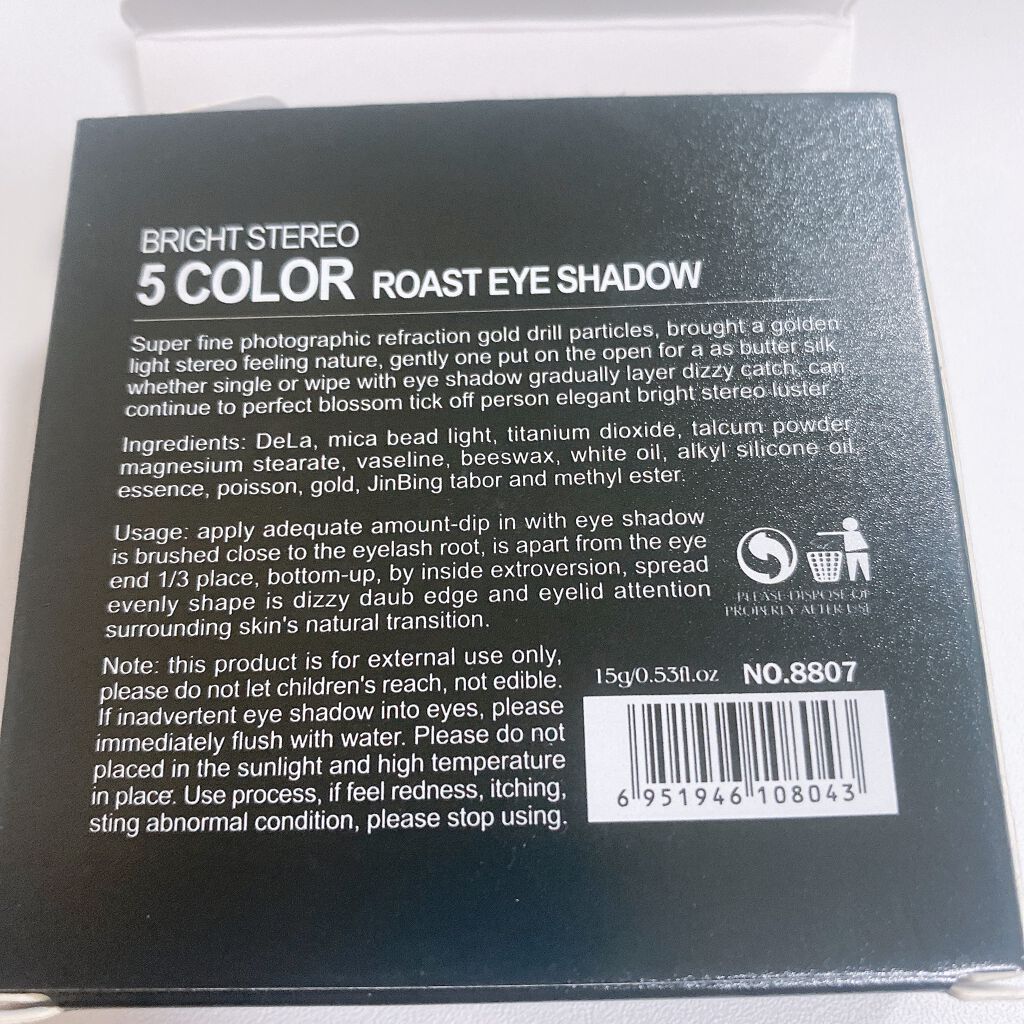 BRIGHT STEREO
5 COLOR ROAST EYE SHADOW
Super fine photographic refraction gold drill particles, brought a golden
light stereo feeling nature, gently one put on the open for a as butter silk
whether single or wipe with eye shadow gradually layer dizzy catch. can
continue to perfect blossom tick off person elegant bright stereo luster
Ingredients: DeLa, mica bead light, titanium dioxide, talcum powder
magnesium stearate, vaseline, beeswax, white oil, alkyl silicone oil,
essence, poisson, gold, JinBing tabor and methyl ester.
Usage: apply adequate amount-dip in with eye shadow
is brushed close to the eyelash root, is apart from the eye
end 1/3 place, bottom-up, by inside extroversion, spread
evenly shape is dizzy daub edge and eyelid attention
surrounding skin's natural transition.
PLEASE DISPOSE OF
PROPERLY AFTER USE
Note: this product is for external use only,
please do not let children's reach, not edible.
If inadvertent eye shadow into eyes, please
immediately flush with water. Please do not
placed in the sunlight and high temperature
in place. Use process, if feel redness, itching,
sting abnormal condition, please stop using.
15g/0.53fl.oz NO.8807
6 951946 108043